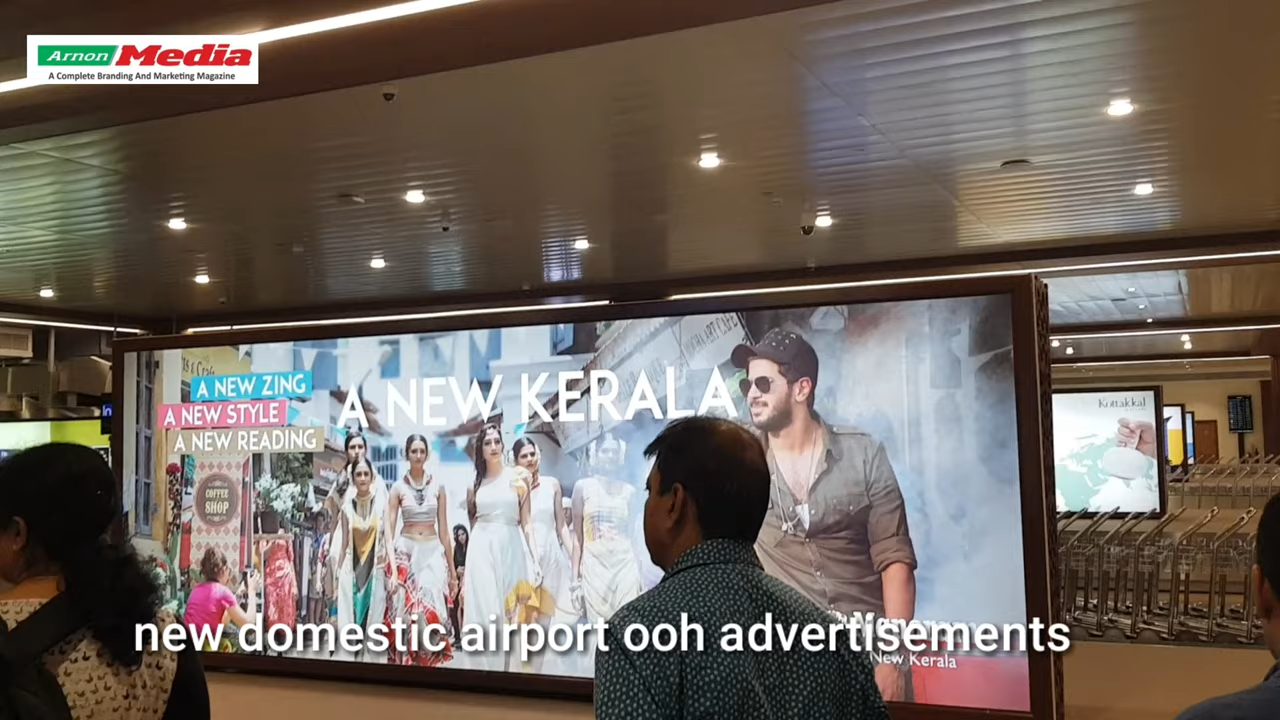 Arnon Media
A Complete Branding And Marketing Magazine
A NEW ZING
A NEW STYLE
A NEW READING
A NEW KERALA
COFFEE
SHOP
Kottakkal
new domestic airport ooh advertisements
New Kerala